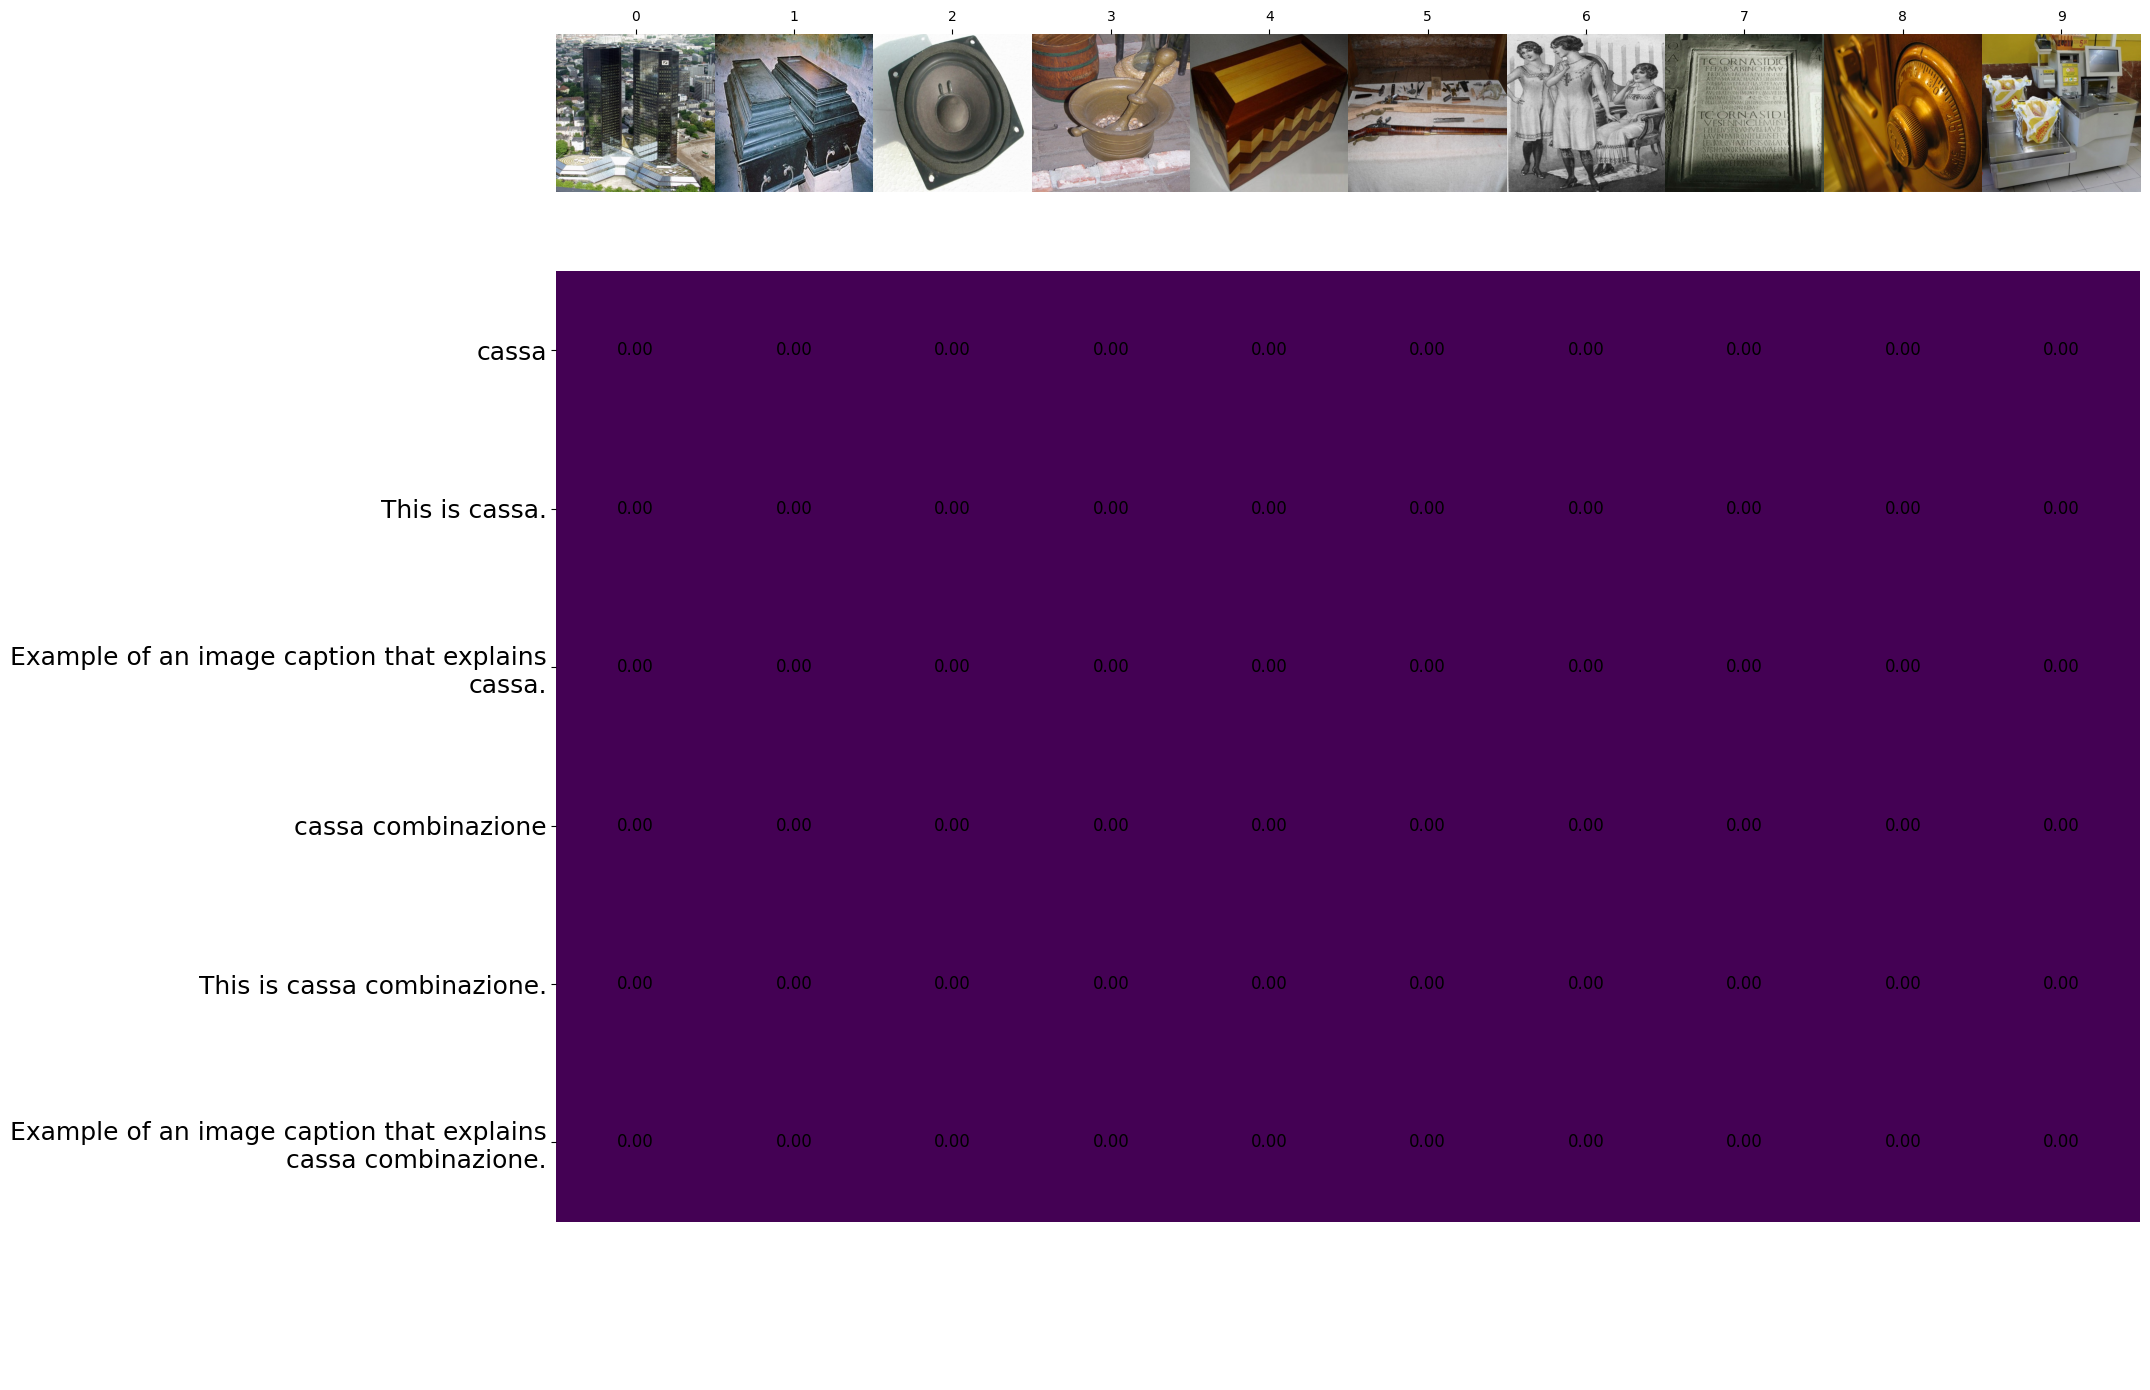 0 1 2 3 4 5 6 7 8 9
TCORNASIDIO
TCORNASIDI
cassa 0.00 0.00 0.00 0.00 0.00 0.00 0.00 0.00 0.00 0.00
This is cassa. 0.00 0.00 0.00 0.00 0.00 0.00 0.00 0.00 0.00 0.00
Example of an image caption that explains
cassa. 0.00 0.00 0.00 0.00 0.00 0.00 0.00 0.00 0.00 0.00
cassa combinazione 0.00 0.00 0.00 0.00 0.00 0.00 0.00 0.00 0.00 0.00
This is cassa combinazione. 0.00 0.00 0.00 0.00 0.00 0.00 0.00 0.00 0.00 0.00
Example of an image caption that explains
cassa combinazione. 0.00 0.00 0.00 0.00 0.00 0.00 0.00 0.00 0.00 0.00